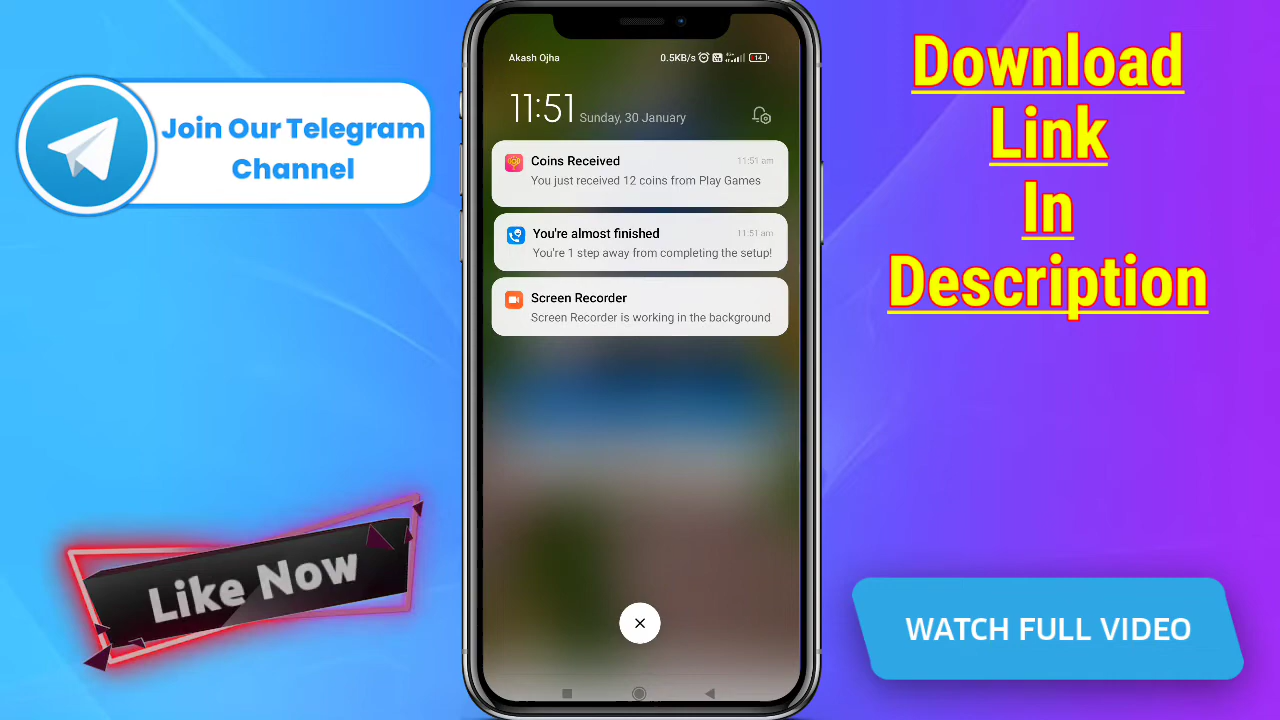 Join Our Telegram
Channel
Like Now
Akash Ojha
0.5KB/s
14
11:51 Sunday, 30 January
Coins Received 11:51 am
You just received 12 coins from Play Games
You're almost finished 11:51 am
You're 1 step away from completing the setup!
Screen Recorder
Screen Recorder is working in the background
Download
Link
In
Description
WATCH FULL VIDEO